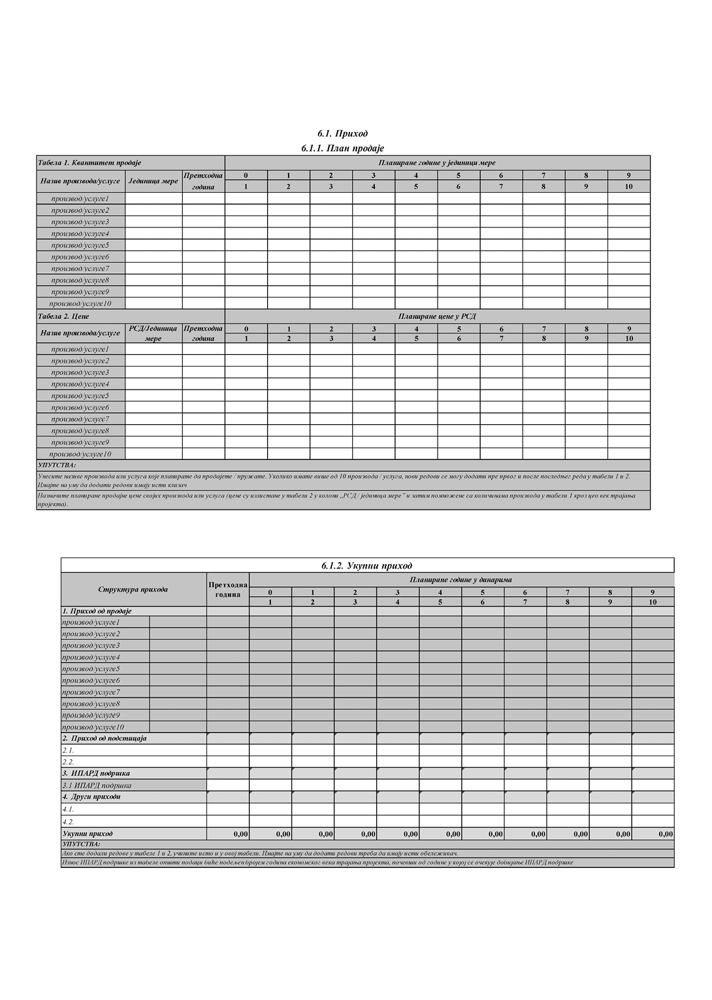 6.1. Приход
6.1.1. План продаје
Табела 1. Квантитет продаје Планиране године у јединици мере
Назив производа/услуге Јединица мере Претходна година 0 1 2 3 4 5 6 7 8 9
1 2 3 4 5 6 7 8 9 10
производ/услуге1
производ/услуге2
производ/услуге3
производ/услуге4
производ/услуге5
производ/услуге6
производ/услуге7
производ/услуге8
производ/услуге9
производ/услуге10
Табела 2. Цене Планиране цене у РСД
Назив производа/услуге РСД/Јединица мере Претходна година 0 1 2 3 4 5 6 7 8 9
1 2 3 4 5 6 7 8 9 10
производ/услуге1
производ/услуге2
производ/услуге3
производ/услуге4
производ/услуге5
производ/услуге6
производ/услуге7
производ/услуге8
производ/услуге9
производ/услуге10
УПУТСТВА:
Унесите називе производа или услуга које планирате да продајете / пружате. Уколико имате више од 10 производа / услуга, нови редови се могу додати пре првог и после последњег реда у табели 1 и 2.
Имајте на уму да додати редови имају исти клизач
Назначите планиране продајне цене својих производа или услуга (цене су излистане у табели 2 у колони „РСД / јединица мере” и затим помножене са количинама производа у табели 1 кроз цео век трајања
пројекта).
6.1.2. Укупни приход
Структура прихода Претходна година Планиране године у динарима
0 1 2 3 4 5 6 7 8 9
1 2 3 4 5 6 7 8 9 10
1. Приход од продаје
производ/услуге1
производ/услуге2
производ/услуге3
производ/услуге4
производ/услуге5
производ/услуге6
производ/услуге7
производ/услуге8
производ/услуге9
производ/услуге10
2. Приход од подстицаја
2.1.
2.2.
3. ИПАРД подршка
3.1 ИПАРД подршка
4. Други приходи
4.1.
4.2.
Укупни приход 0,00 0,00 0,00 0,00 0,00 0,00 0,00 0,00 0,00 0,00 0,00
УПУТСТВА:
Ако сте додали редове у табеле 1 и 2, учините исто и у овој табели. Имајте на уму да додати редови треба да имају исти обележивач.
Износ ИПАРД подршке из табеле општи подаци биће подељен бројем година економског века трајања пројекта, почевши од године у којој се очекује добијање ИПАРД подршке